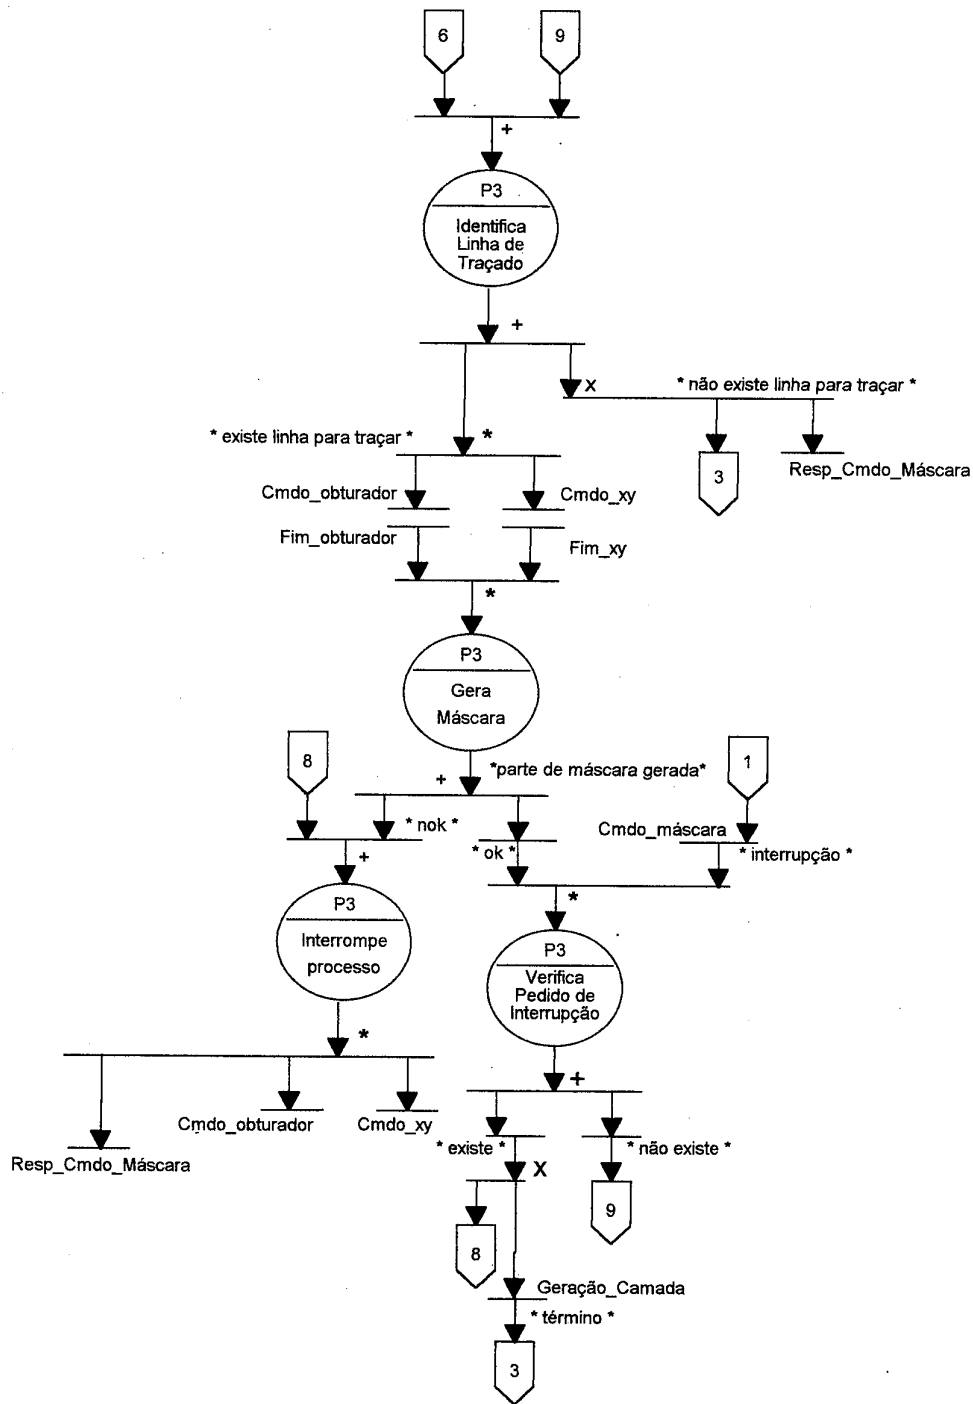 6 9
+
P3
Identifica
Linha de
Traçado
+
X * não existe linha para traçar *
* existe linha para traçar * *
3 Resp_Cmdo_Máscara
Cmdo_obturador Cmdo_xy
Fim_obturador Fim_xy
*
P3
Gera
Máscara
8 1
+ *parte de máscara gerada*
* nok * Cmdo_máscara
* ok * * interrupção *
+
*
P3
Interrompe
processo
P3
Verifica
Pedido de
Interrupção
*
+
Cmdo_obturador Cmdo_xy
Resp_Cmdo_Máscara
* existe * * não existe *
X
9
8
Geração_Camada
* término *
3